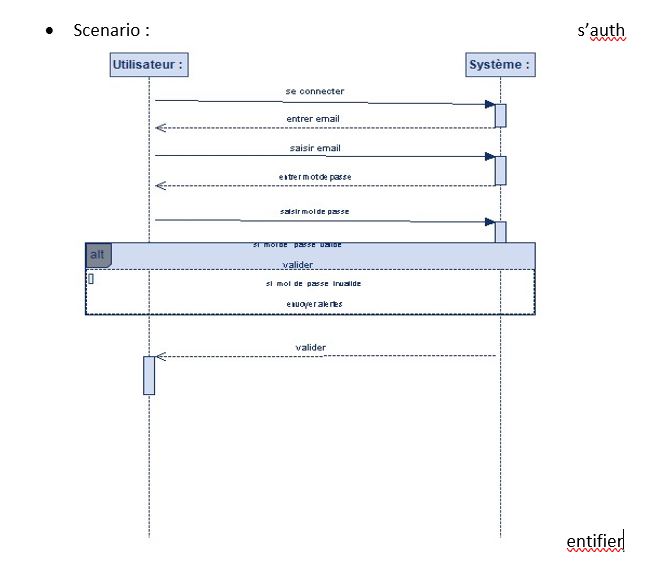 • Scenario : s'auth
Utilisateur : Système :
se connecter
entrer email
saisir email
entrer mot de passe
saisir mot de passe
si mot de passe valide
alt
valider
[]
si mot de passe invalide
envoyer alertes
valider
entifier